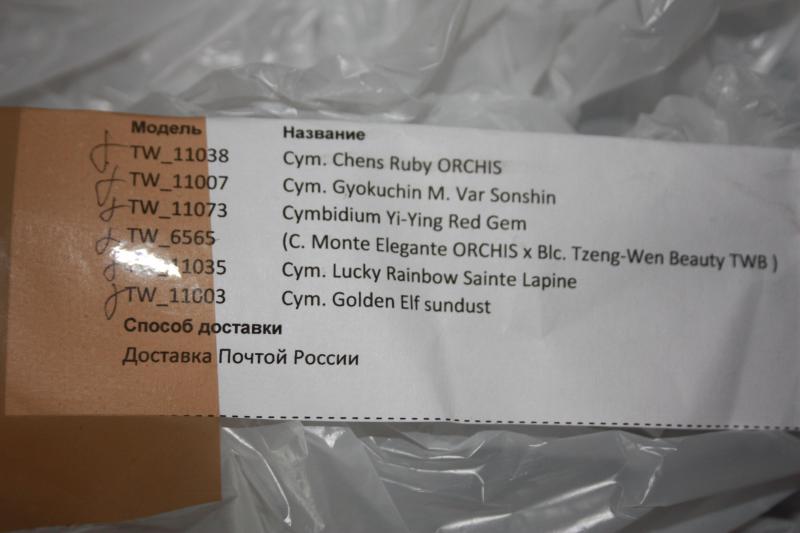 Модель Название
TW_11038 Cym. Chens Ruby ORCHIS
TW_11007 Cym. Gyokuchin M. Var Sonshin
TW_11073 Cymbidium Yi-Ying Red Gem
TW_6565 (C. Monte Elegante ORCHIS x Blc. Tzeng-Wen Beauty TWB )
TW_11035 Cym. Lucky Rainbow Sainte Lapine
TW_11003 Cym. Golden Elf sundust
Способ доставки
Доставка Почтой России